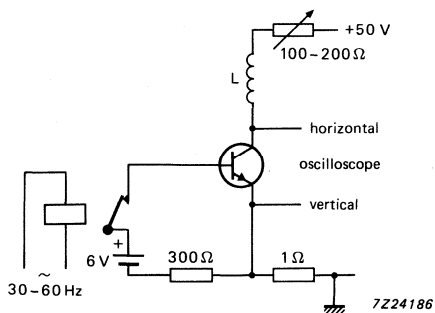 +50 V
100–200Ω
L
horizontal
oscilloscope
vertical
+
6 V
300Ω
1Ω
~
30–60 Hz
7Z24186